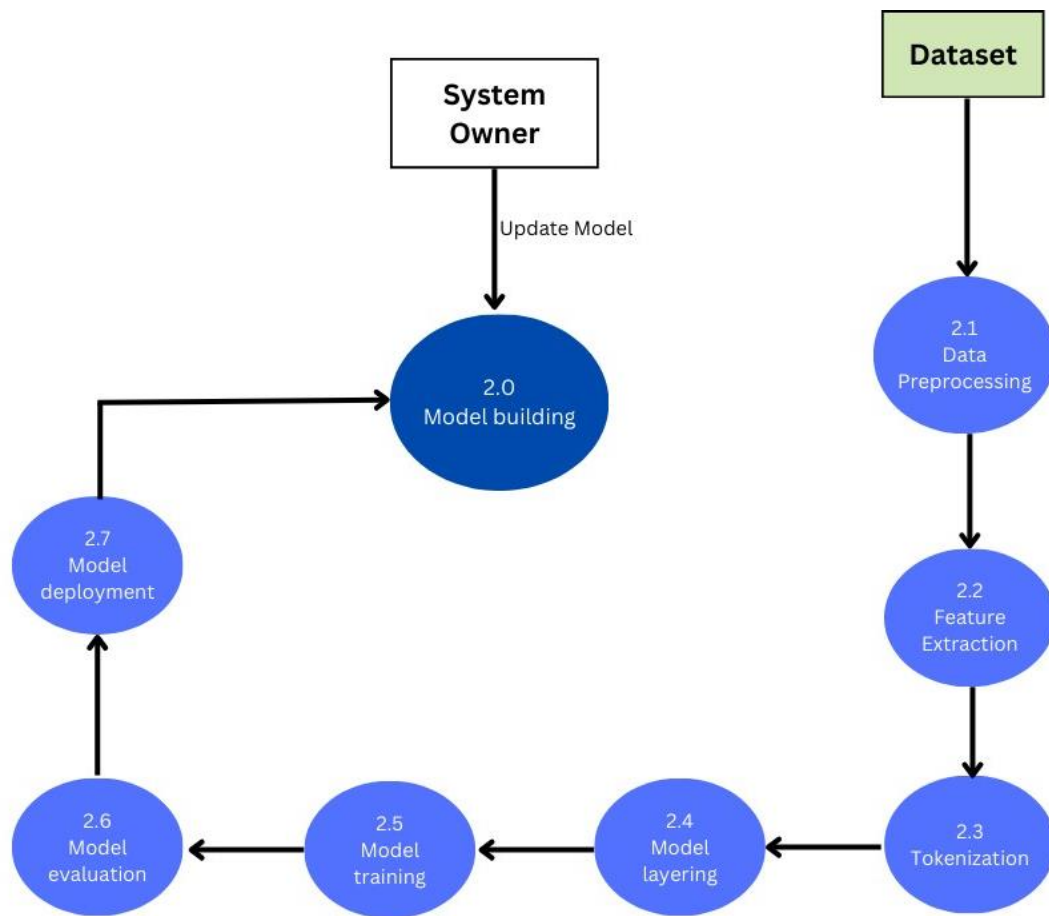 Dataset
System
Owner
Update Model
2.1
Data
Preprocessing
2.0
Model building
2.7
Model
deployment
2.2
Feature
Extraction
2.6
Model
evaluation
2.5
Model
training
2.4
Model
layering
2.3
Tokenization